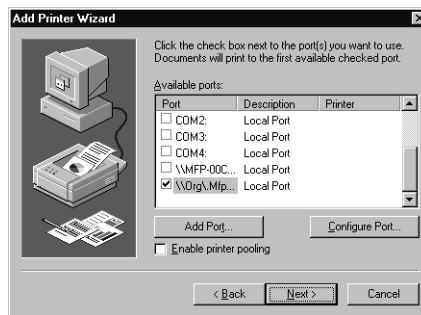 Add Printer Wizard
Click the check box next to the port(s) you want to use.
Documents will print to the first available checked port.
Available ports:
Port Description Printer
COM2: Local Port
COM3: Local Port
COM4: Local Port
\\MFP-00C... Local Port
\\Org\.Mfp... Local Port
Add Port... Configure Port...
Enable printer pooling
< Back Next > Cancel